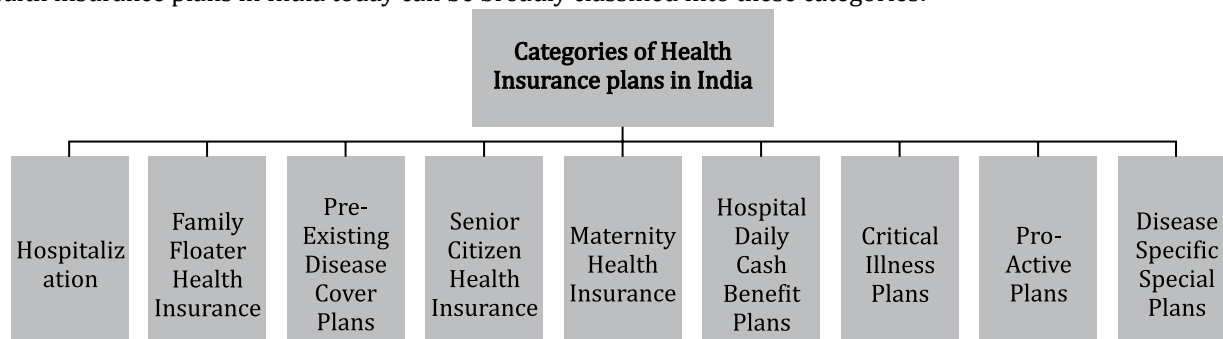 health insurance plans in India today can be broadly classified into these categories:
Categories of Health
Insurance plans in India
Hospitaliz
ation
Family
Floater
Health
Insurance
Pre-
Existing
Disease
Cover
Plans
Senior
Citizen
Health
Insurance
Maternity
Health
Insurance
Hospital
Daily
Cash
Benefit
Plans
Critical
Illness
Plans
Pro-
Active
Plans
Disease
Specific
Special
Plans